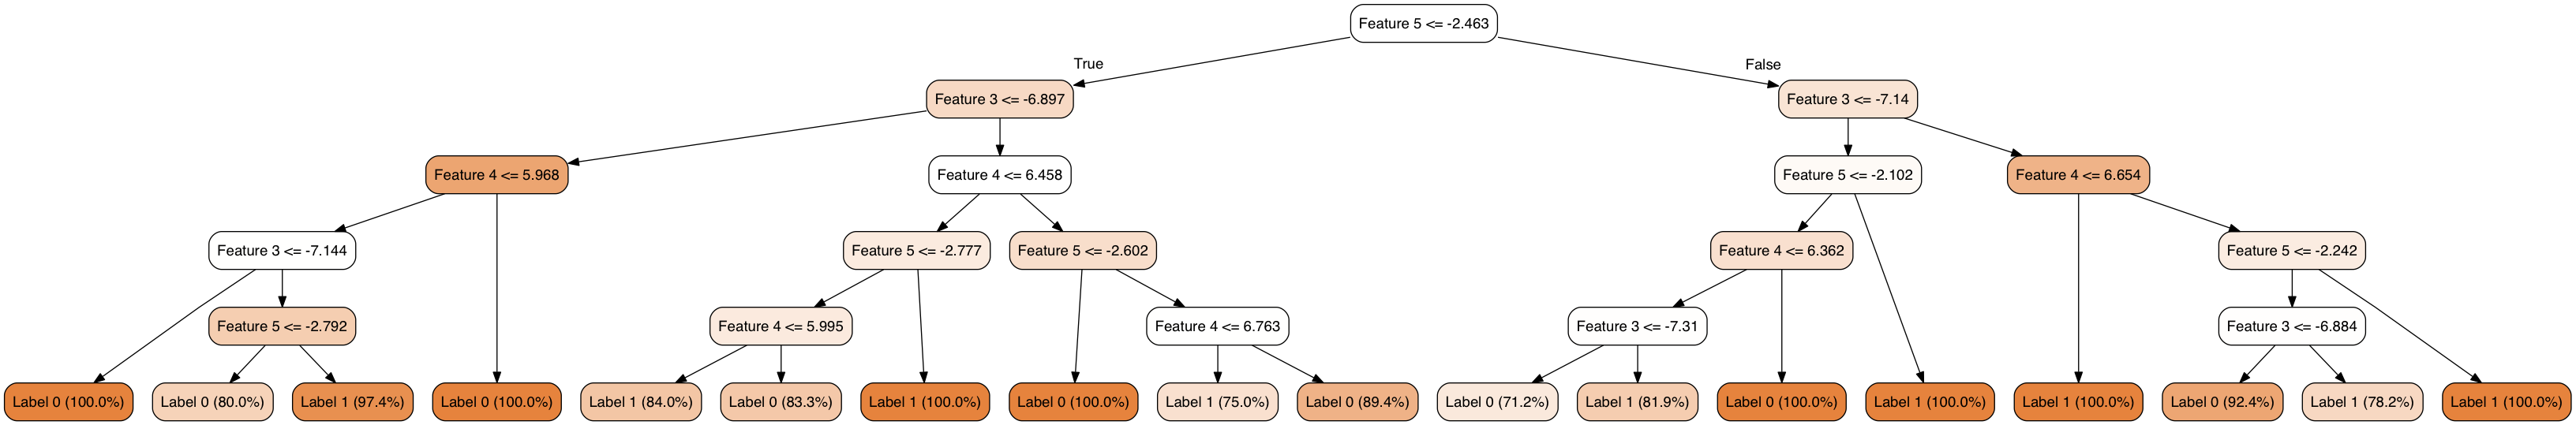 Feature 5 <= -2.463
True
False
Feature 3 <= -6.897
Feature 3 <= -7.14
Feature 4 <= 5.968
Feature 4 <= 6.458
Feature 5 <= -2.102
Feature 4 <= 6.654
Feature 3 <= -7.144
Feature 5 <= -2.777
Feature 5 <= -2.602
Feature 4 <= 6.362
Feature 5 <= -2.242
Feature 5 <= -2.792
Feature 4 <= 5.995
Feature 4 <= 6.763
Feature 3 <= -7.31
Feature 3 <= -6.884
Label 0 (100.0%)
Label 0 (80.0%)
Label 1 (97.4%)
Label 0 (100.0%)
Label 1 (84.0%)
Label 0 (83.3%)
Label 1 (100.0%)
Label 0 (100.0%)
Label 1 (75.0%)
Label 0 (89.4%)
Label 0 (71.2%)
Label 1 (81.9%)
Label 0 (100.0%)
Label 1 (100.0%)
Label 1 (100.0%)
Label 0 (92.4%)
Label 1 (78.2%)
Label 1 (100.0%)